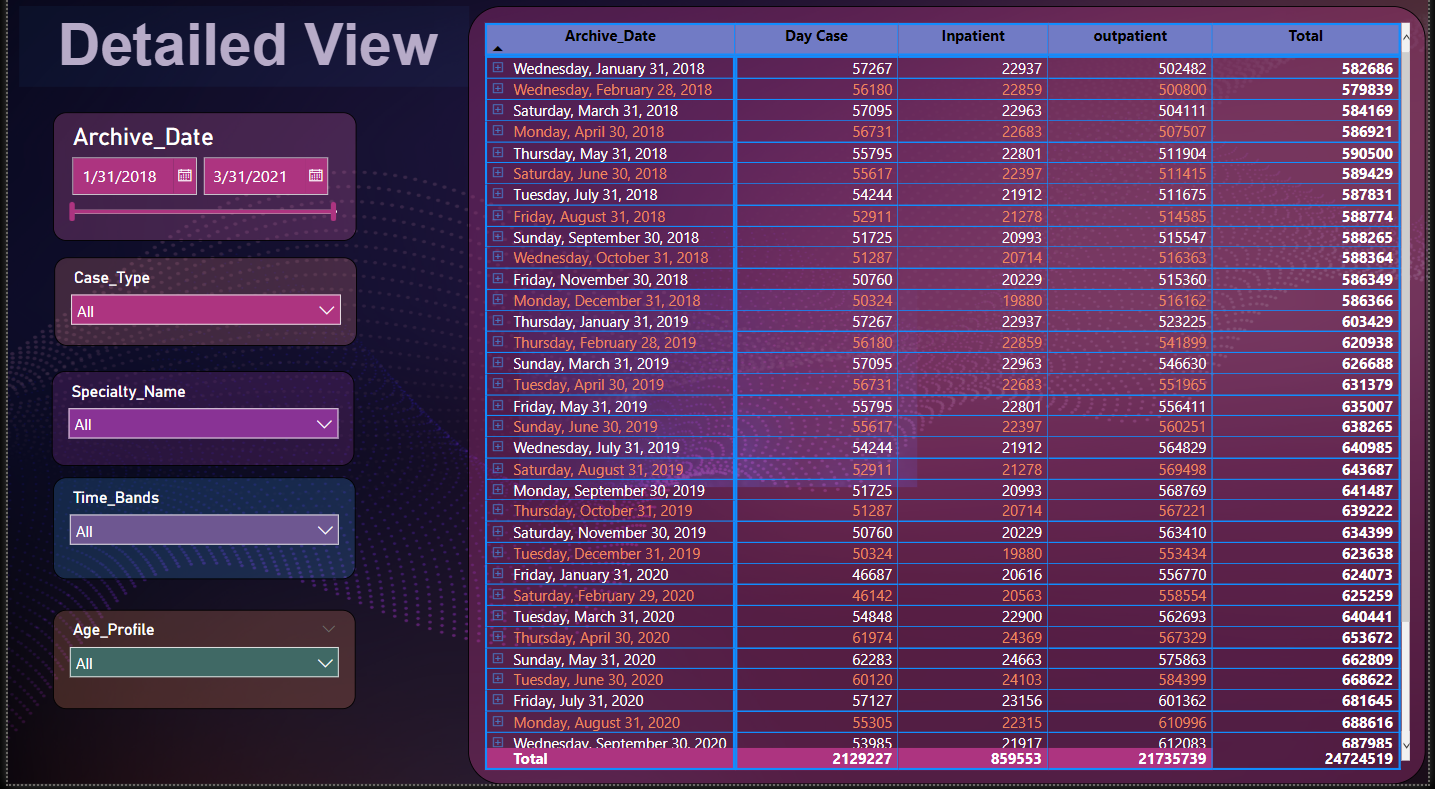 Detailed View
Archive_Date
1/31/2018 3/31/2021
Case_Type
All
Specialty_Name
All
Time_Bands
All
Age_Profile
All
Archive_Date Day Case Inpatient outpatient Total
Wednesday, January 31, 2018 57267 22937 502482 582686
Wednesday, February 28, 2018 56180 22859 500800 579839
Saturday, March 31, 2018 57095 22963 504111 584169
Monday, April 30, 2018 56731 22683 507507 586921
Thursday, May 31, 2018 55795 22801 511904 590500
Saturday, June 30, 2018 55617 22397 511415 589429
Tuesday, July 31, 2018 54244 21912 511675 587831
Friday, August 31, 2018 52911 21278 514585 588774
Sunday, September 30, 2018 51725 20993 515547 588265
Wednesday, October 31, 2018 51287 20714 516363 588364
Friday, November 30, 2018 50760 20229 515360 586349
Monday, December 31, 2018 50324 19880 516162 586366
Thursday, January 31, 2019 57267 22937 523225 603429
Thursday, February 28, 2019 56180 22859 541899 620938
Sunday, March 31, 2019 57095 22963 546630 626688
Tuesday, April 30, 2019 56731 22683 551965 631379
Friday, May 31, 2019 55795 22801 556411 635007
Sunday, June 30, 2019 55617 22397 560251 638265
Wednesday, July 31, 2019 54244 21912 564829 640985
Saturday, August 31, 2019 52911 21278 569498 643687
Monday, September 30, 2019 51725 20993 568769 641487
Thursday, October 31, 2019 51287 20714 567221 639222
Saturday, November 30, 2019 50760 20229 563410 634399
Tuesday, December 31, 2019 50324 19880 553434 623638
Friday, January 31, 2020 46687 20616 556770 624073
Saturday, February 29, 2020 46142 20563 558554 625259
Tuesday, March 31, 2020 54848 22900 562693 640441
Thursday, April 30, 2020 61974 24369 567329 653672
Sunday, May 31, 2020 62283 24663 575863 662809
Tuesday, June 30, 2020 60120 24103 584399 668622
Friday, July 31, 2020 57127 23156 601362 681645
Monday, August 31, 2020 55305 22315 610996 688616
Wednesday, September 30, 2020 53985 21917 612083 687985
Total 2129227 859553 21735739 24724519